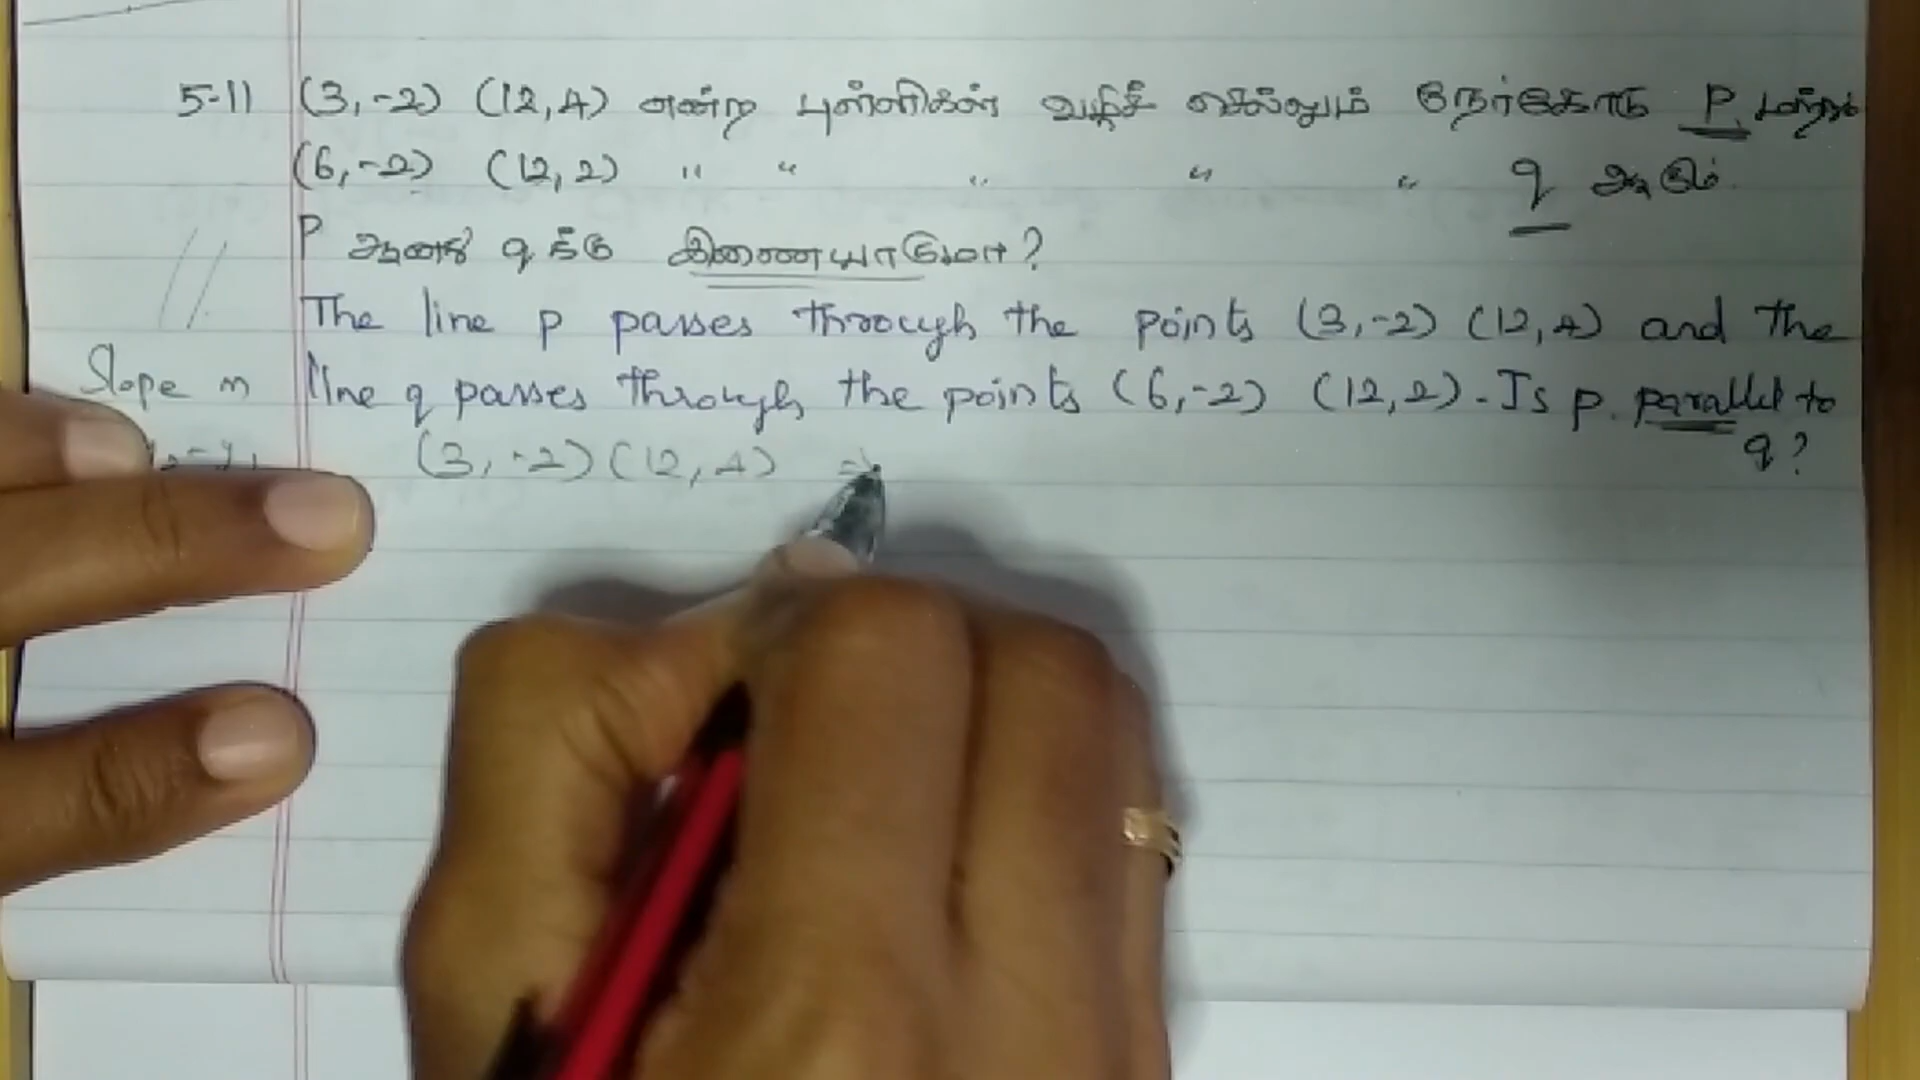 5-11 (3,-2) (12,4) என்ற புள்ளிகள் வழிச் செல்லும் நேர்கோடு P மற்றும்
(6,-2) (12,2) " " " " " q ஆகும்.
P ஆனது q க்கு இணையாகுமா?
The line p passes through the points (3,-2) (12,4) and the
Slope m line q passes through the points (6,-2) (12,2). Is p parallel to
q?
(3,-2) (12,4) ⇒